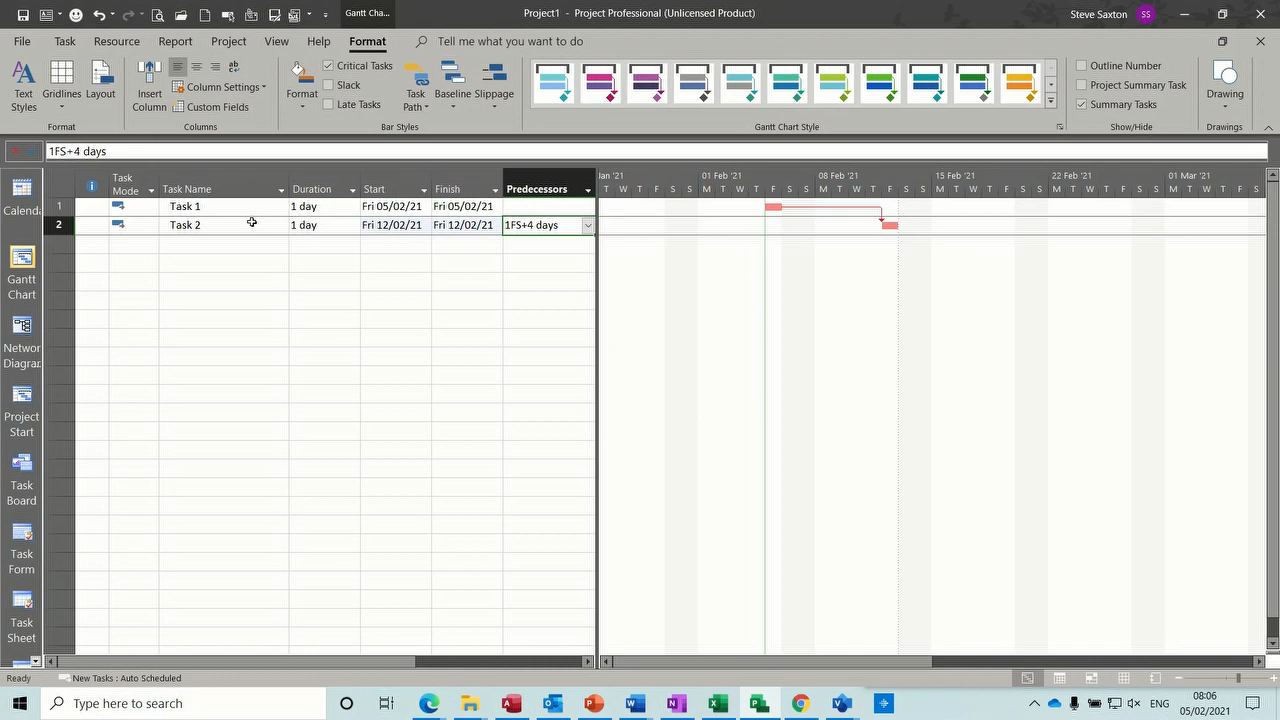 Gantt Cha...
Project1 - Project Professional (Unlicensed Product)
Steve Saxton
SS
File
Task
Resource
Report
Project
View
Help
Format
Tell me what you want to do
Text
Styles
Gridlines
Layout
Format
Insert
Column
Column Settings
Custom Fields
Columns
Format
Critical Tasks
Slack
Late Tasks
Task
Path
Baseline
Slippage
Bar Styles
Gantt Chart Style
Outline Number
Project Summary Task
Summary Tasks
Show/Hide
Drawing
Drawings
1FS+4 days
Task
Mode
Task Name
Duration
Start
Finish
Predecessors
1 Task 1 1 day Fri 05/02/21 Fri 05/02/21
2 Task 2 1 day Fri 12/02/21 Fri 12/02/21 1FS+4 days
Jan '21
01 Feb '21
08 Feb '21
15 Feb '21
22 Feb '21
01 Mar '21
T W T F S S M T W T F S S M T W T F S S M T W T F S S M T W T F S S M T W T F S
Calenda
Gantt
Chart
Network
Diagram
Project
Start
Task
Board
Task
Form
Task
Sheet
Ready
New Tasks : Auto Scheduled
Type here to search
ENG
08:06
05/02/2021